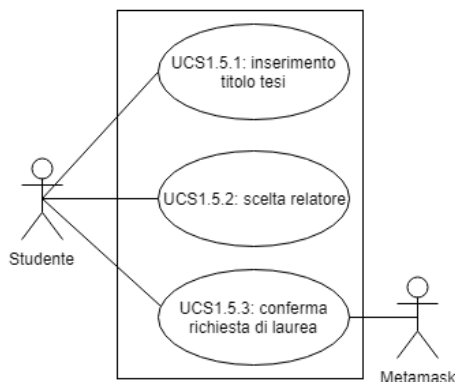 UCS1.5.1: inserimento
titolo tesi
UCS1.5.2: scelta relatore
Studente
UCS1.5.3: conferma
richiesta di laurea
Metamask